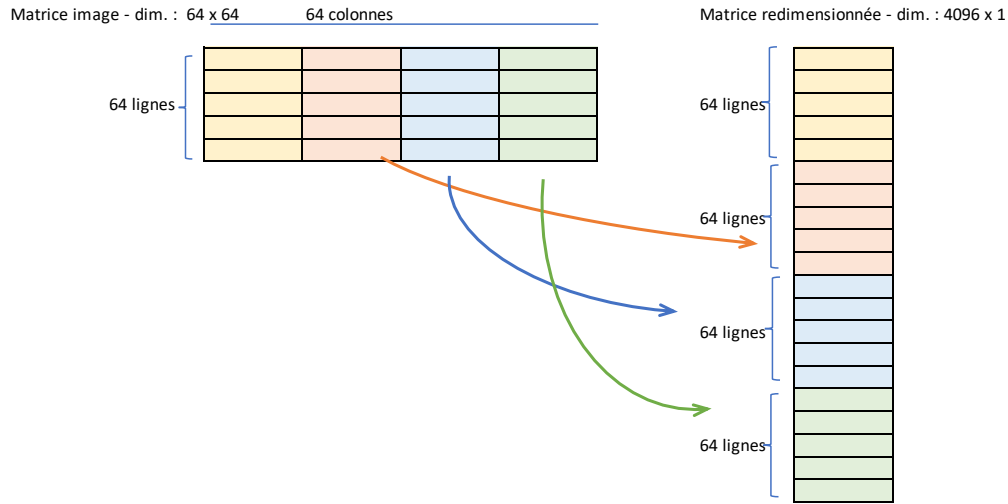 Matrice image - dim. : 64 x 64
64 colonnes
Matrice redimensionnée - dim. : 4096 x 1
64 lignes
64 lignes
64 lignes
64 lignes
64 lignes